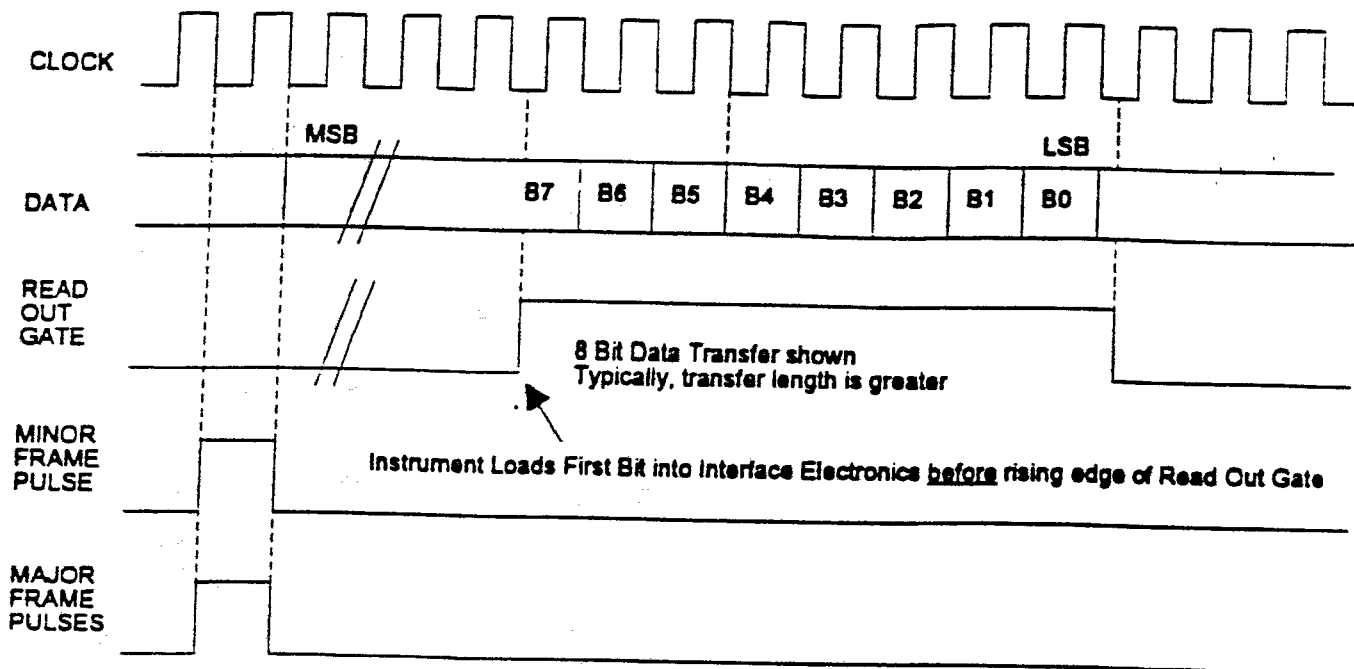 CLOCK
MSB
LSB
DATA
B7 B6 B5 B4 B3 B2 B1 B0
READ
OUT
GATE
8 Bit Data Transfer shown
Typically, transfer length is greater
MINOR
FRAME
PULSE
Instrument Loads First Bit into Interface Electronics before rising edge of Read Out Gate
MAJOR
FRAME
PULSES